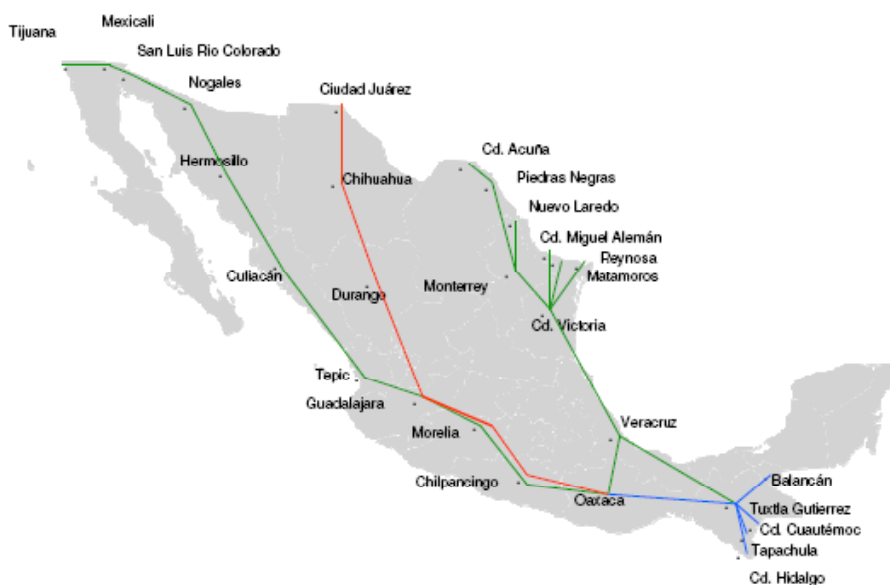 Mexicali
Tijuana
San Luis Río Colorado
Nogales
Ciudad Juárez
Cd. Acuña
Hermosillo
Chihuahua
Piedras Negras
Nuevo Laredo
Cd. Miguel Alemán
Reynosa
Culiacán
Durango
Monterrey
Matamoros
Cd. Victoria
Tepic
Guadalajara
Morelia
Veracruz
Chilpancingo
Oaxaca
Balancán
Tuxtla Gutierrez
Cd. Cuautémoc
Tapachula
Cd. Hidalgo